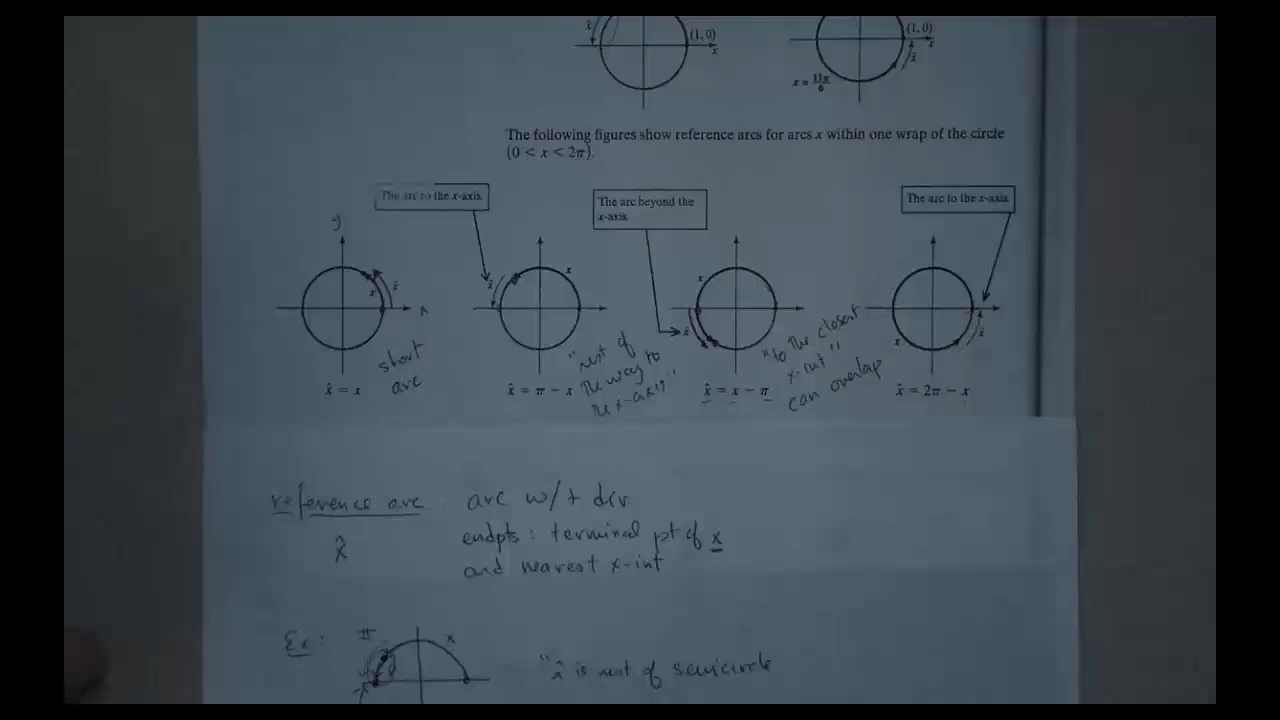 x̂
(1, 0)
x
(1, 0)
x
x̂
x = 11π/6
The following figures show reference arcs for arcs x within one wrap of the circle
(0 < x < 2π).
The arc to the x-axis
The arc beyond the
x-axis
The arc to the x-axis
y
x
x̂
x
x̂
x
x
x̂
x
x̂
x
short
arc
"rest of
the way to
the x-axis"
"to the closest
x-int"
can overlap
x̂ = x
x̂ = π − x
x̂ = x − π
x̂ = 2π − x
reference arc
arc w/ + dir.
x̂
endpts: terminal pt of x
and nearest x-int
Ex:
II
x
"x̂ is rest of semicircle